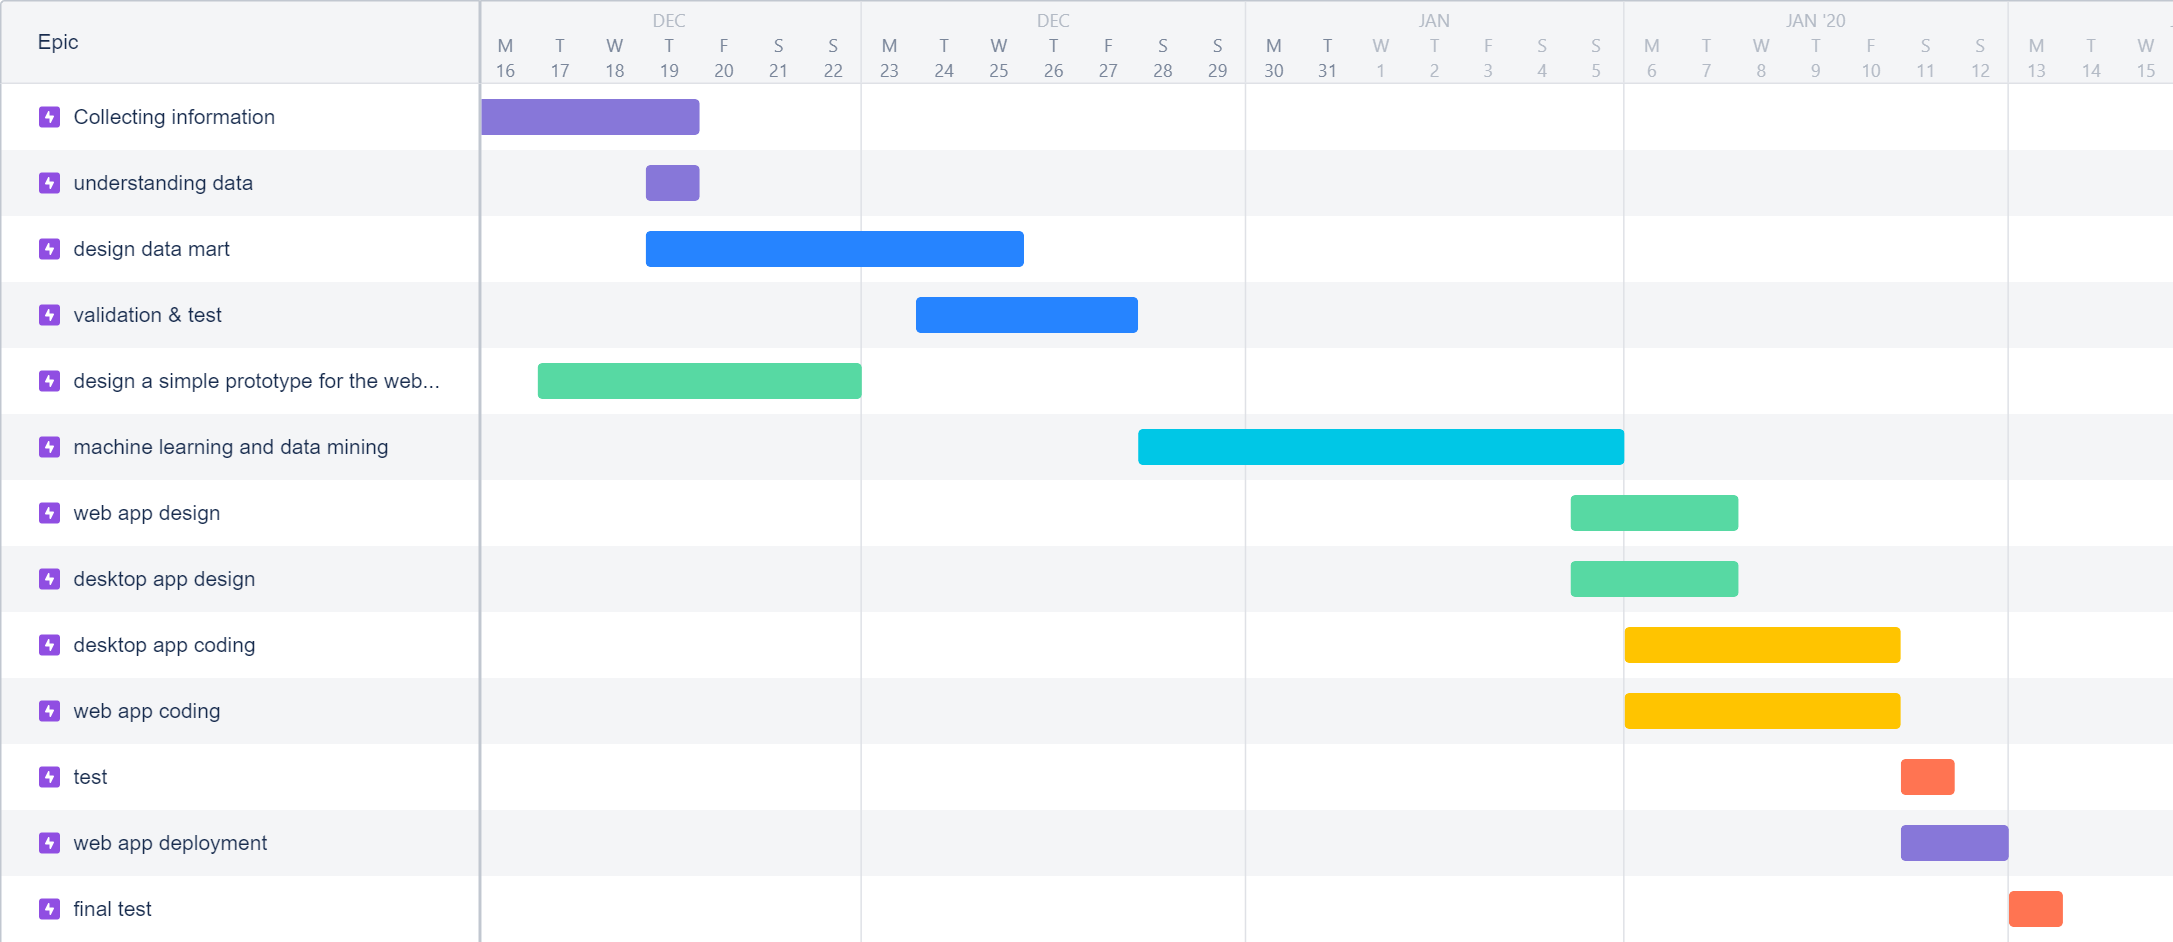 Epic
DEC DEC JAN JAN '20
M T W T F S S M T W T F S S M T W T F S S M T W T F S S M T W
16 17 18 19 20 21 22 23 24 25 26 27 28 29 30 31 1 2 3 4 5 6 7 8 9 10 11 12 13 14 15
Collecting information
understanding data
design data mart
validation & test
design a simple prototype for the web...
machine learning and data mining
web app design
desktop app design
desktop app coding
web app coding
test
web app deployment
final test